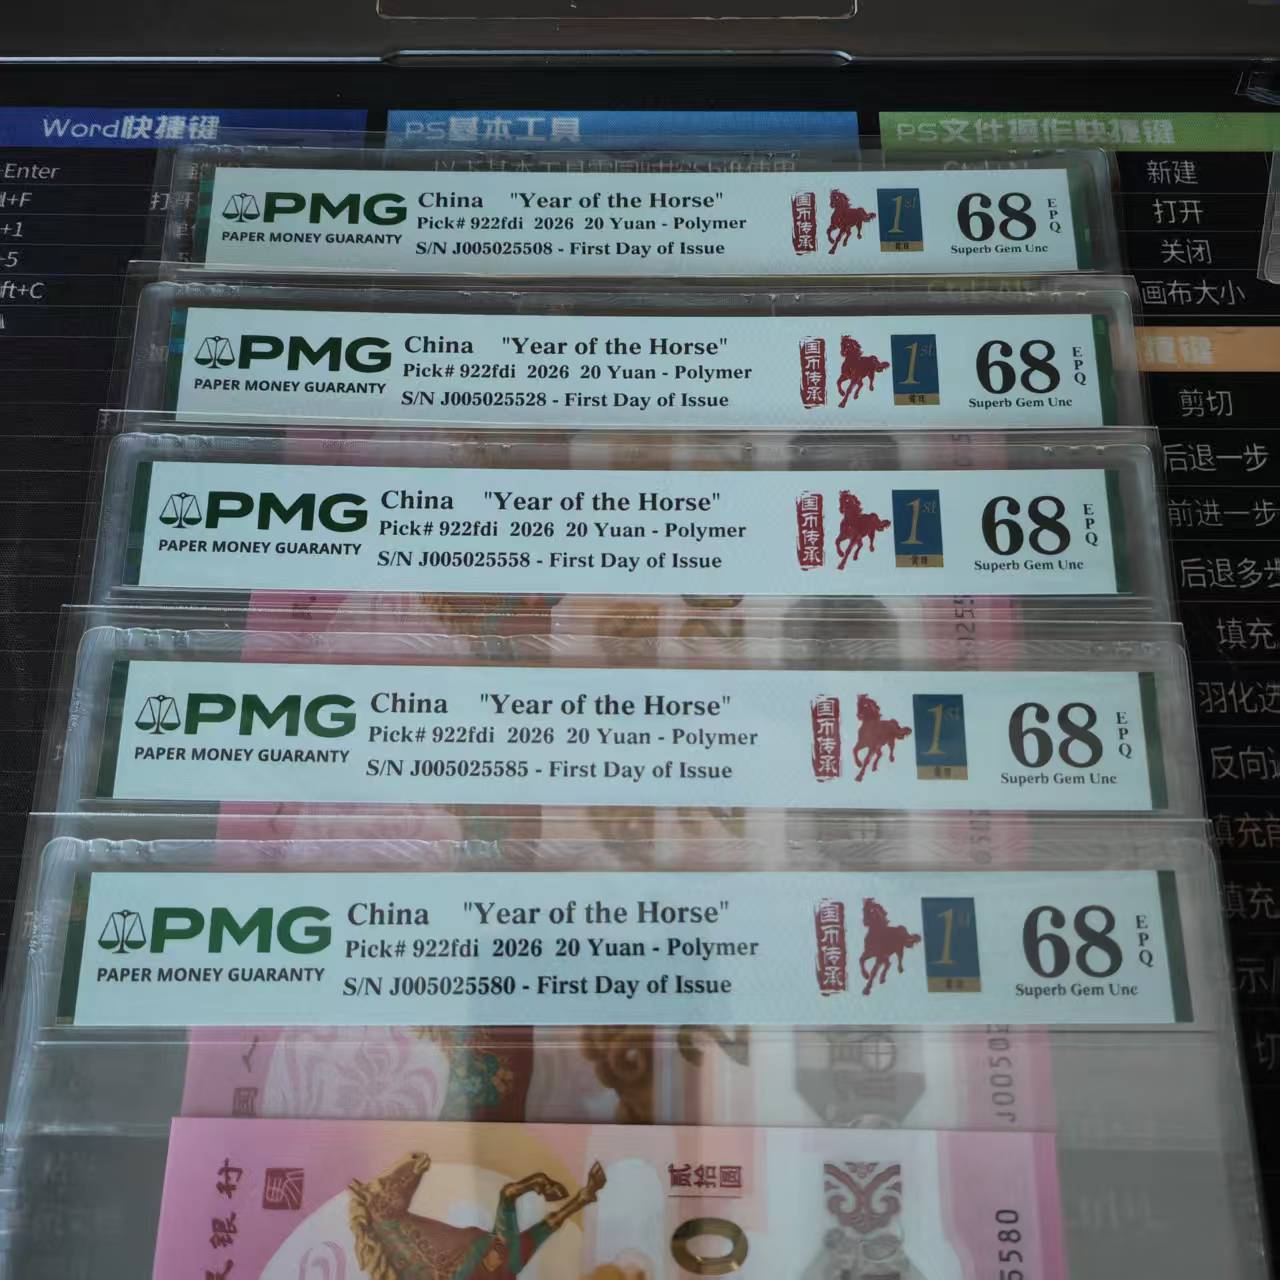 Word快捷键
PS基本工具
PS文件操作快捷键
新建
打开
关闭
画布大小
剪切
后退一步
前进一步
填充
PMG
PAPER MONEY GUARANTY
China "Year of the Horse"
Pick# 922fdi 2026 20 Yuan - Polymer
S/N J005025508 - First Day of Issue
国币传承
1st
68
EPQ
Superb Gem Unc
PMG
PAPER MONEY GUARANTY
China "Year of the Horse"
Pick# 922fdi 2026 20 Yuan - Polymer
S/N J005025528 - First Day of Issue
国币传承
1st
68
EPQ
Superb Gem Unc
PMG
PAPER MONEY GUARANTY
China "Year of the Horse"
Pick# 922fdi 2026 20 Yuan - Polymer
S/N J005025558 - First Day of Issue
国币传承
1st
68
EPQ
Superb Gem Unc
PMG
PAPER MONEY GUARANTY
China "Year of the Horse"
Pick# 922fdi 2026 20 Yuan - Polymer
S/N J005025585 - First Day of Issue
国币传承
1st
68
EPQ
Superb Gem Unc
PMG
PAPER MONEY GUARANTY
China "Year of the Horse"
Pick# 922fdi 2026 20 Yuan - Polymer
S/N J005025580 - First Day of Issue
国币传承
1st
68
EPQ
Superb Gem Unc
银行
贰拾圆
5580